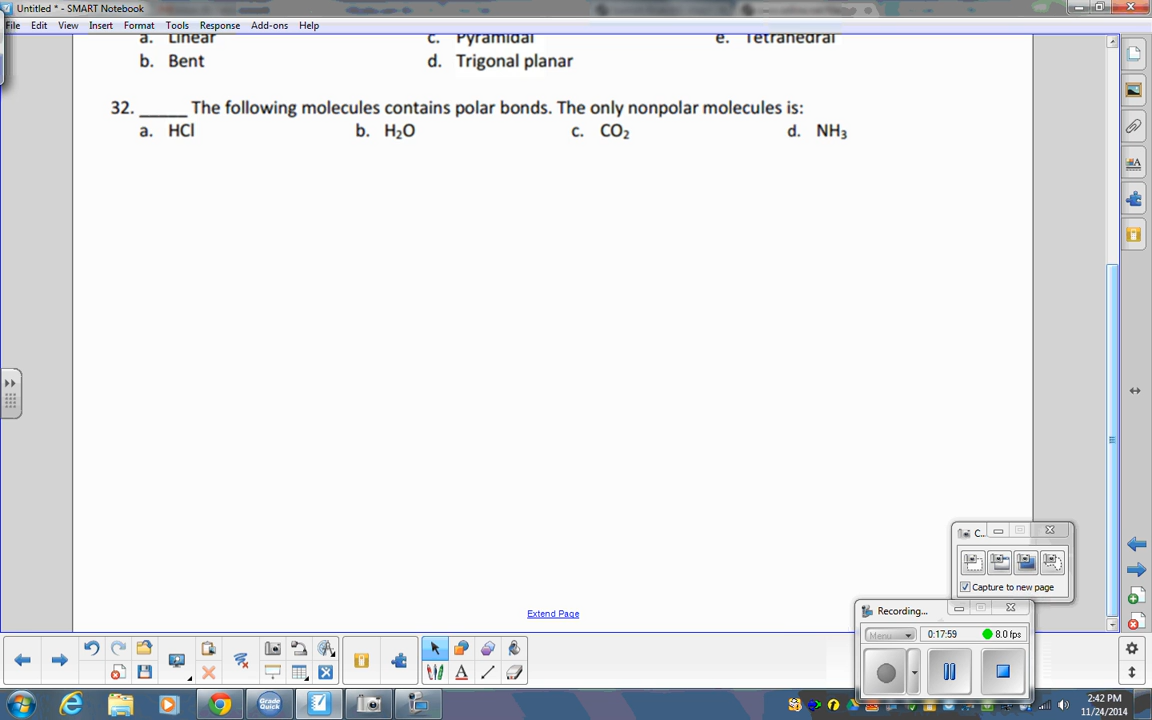 Untitled * - SMART Notebook
File Edit View Insert Format Tools Response Add-ons Help
a. Linear c. Pyramidal e. Tetrahedral
b. Bent d. Trigonal planar
32. _____ The following molecules contains polar bonds. The only nonpolar molecules is:
a. HCl b. H₂O c. CO₂ d. NH₃
C...
Capture to new page
Extend Page
Recording...
Menu 0:17:59 8.0 fps
Grade Quick
2:42 PM
11/24/2014